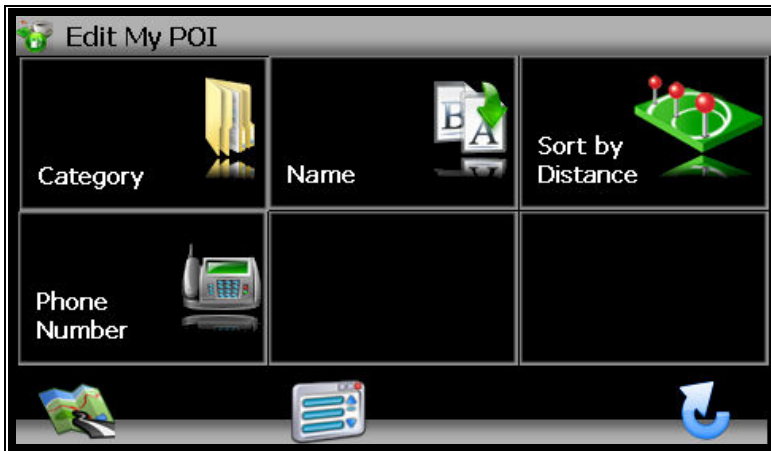 Edit My POI
Category
Name
Sort by
Distance
Phone
Number
B
A